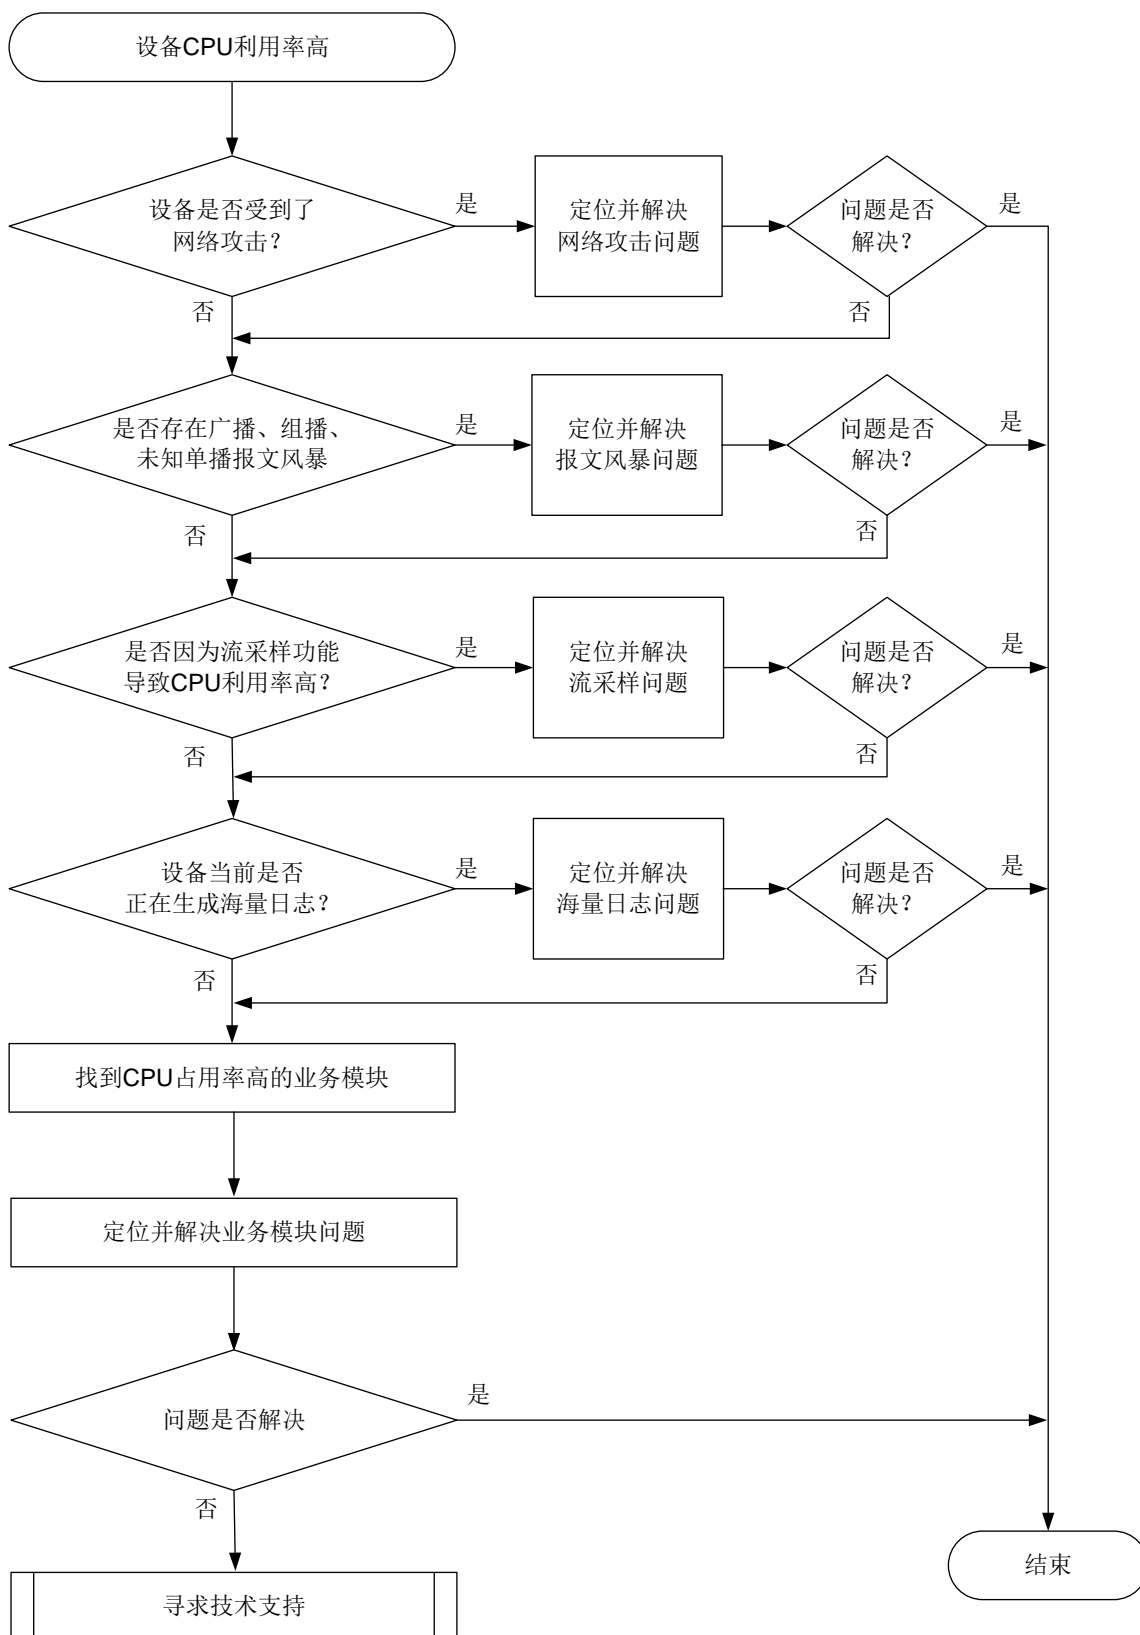 设备CPU利用率高
设备是否受到了
网络攻击？
是
定位并解决
网络攻击问题
问题是否
解决？
是
否
否
是否存在广播、组播、
未知单播报文风暴
是
定位并解决
报文风暴问题
问题是否
解决？
是
否
否
是否因为流采样功能
导致CPU利用率高？
是
定位并解决
流采样问题
问题是否
解决？
是
否
否
设备当前是否
正在生成海量日志？
是
定位并解决
海量日志问题
问题是否
解决？
是
否
否
找到CPU占用率高的业务模块
定位并解决业务模块问题
问题是否解决
是
否
寻求技术支持
结束